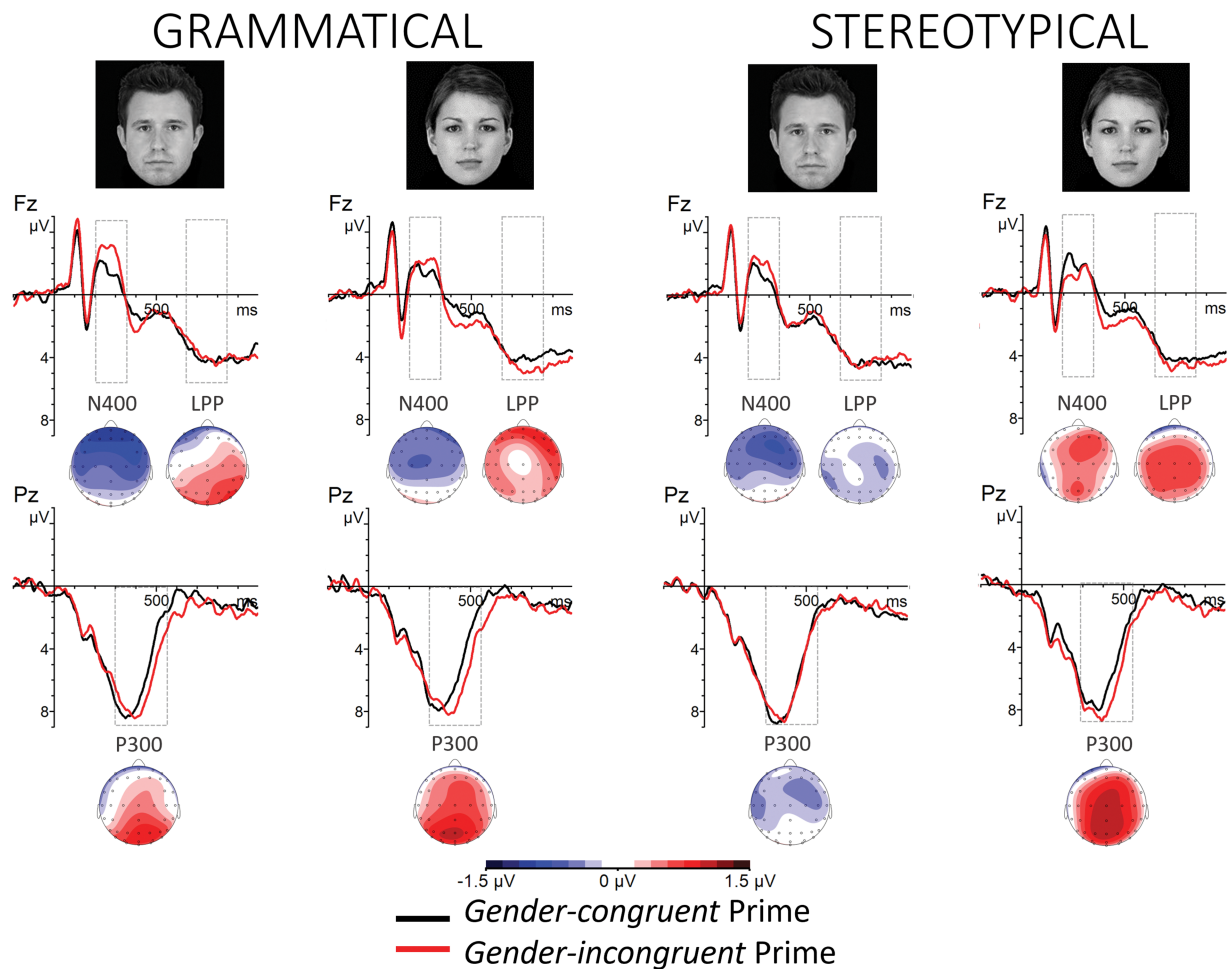 GRAMMATICAL STEREOTYPICAL
Fz Fz Fz Fz
µV µV µV µV
500 ms 500 ms 500 ms 500 ms
4 4 4 4
N400 LPP N400 LPP N400 LPP N400 LPP
8 8 8 8
Pz Pz Pz Pz
µV µV µV µV
500 ms 500 ms 500 ms 500 ms
4 4 4 4
8 8 8 8
P300 P300 P300 P300
-1.5 µV 0 µV 1.5 µV
Gender-congruent Prime
Gender-incongruent Prime